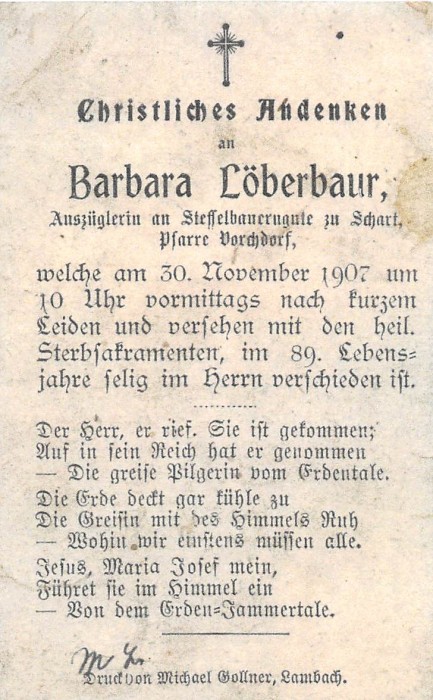 Christliches Andenken
an
Barbara Löberbaur,
Auszüglerin an Steffelbauerngute zu Schart,
Pfarre Vorchdorf,
welche am 30. November 1907 um
10 Uhr vormittags nach kurzem
Leiden und versehen mit den heil.
Sterbsakramenten, im 89. Lebens-
jahre selig im Herrn verschieden ist.
Der Herr, er rief. Sie ist gekommen;
Auf in sein Reich hat er genommen
— Die greise Pilgerin vom Erdentale.
Die Erde deckt gar kühle zu
Die Greisin mit des Himmels Ruh
— Wohin wir einstens müssen alle.
Jesus, Maria Josef mein,
Führet sie im Himmel ein
— Von dem Erden-Jammertale.
Druck von Michael Gollner, Lambach.